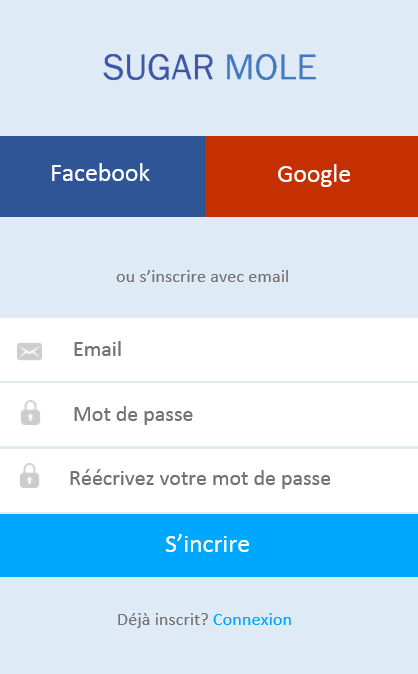 SUGAR MOLE
Facebook
Google
ou s’inscrire avec email
Email
Mot de passe
Réécrivez votre mot de passe
S’incrire
Déjà inscrit? Connexion